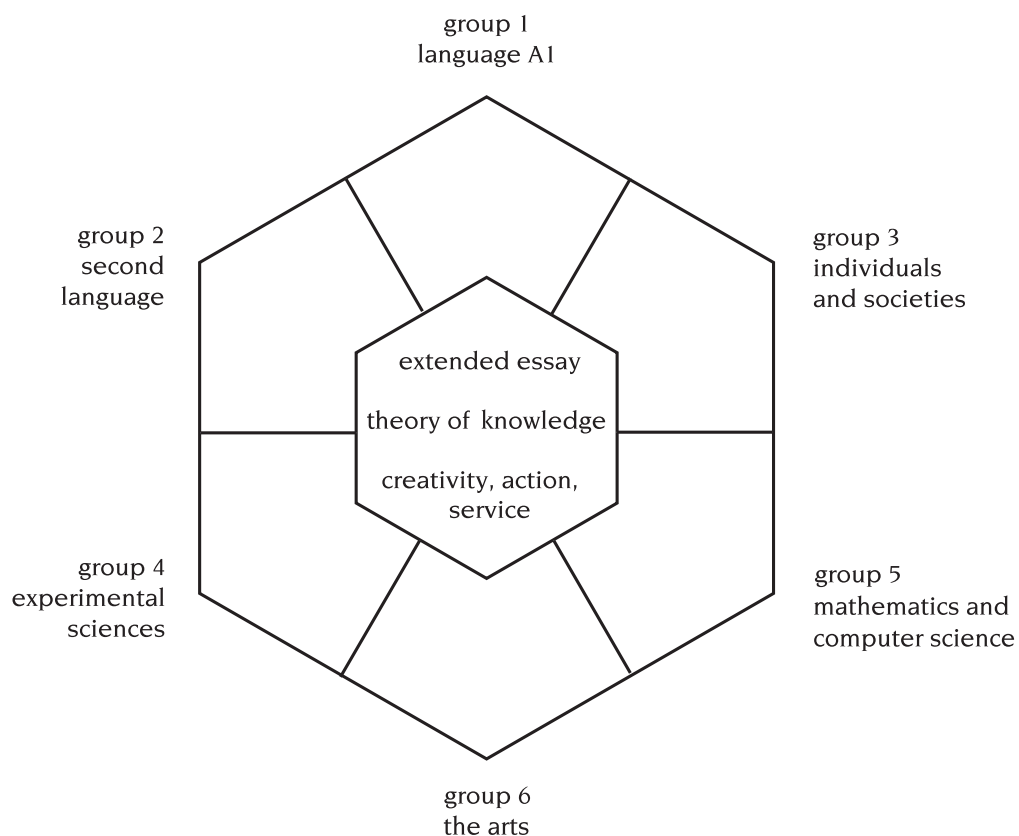 group 1
language A1
group 2
second
language
group 3
individuals
and societies
extended essay
theory of knowledge
creativity, action,
service
group 4
experimental
sciences
group 5
mathematics and
computer science
group 6
the arts